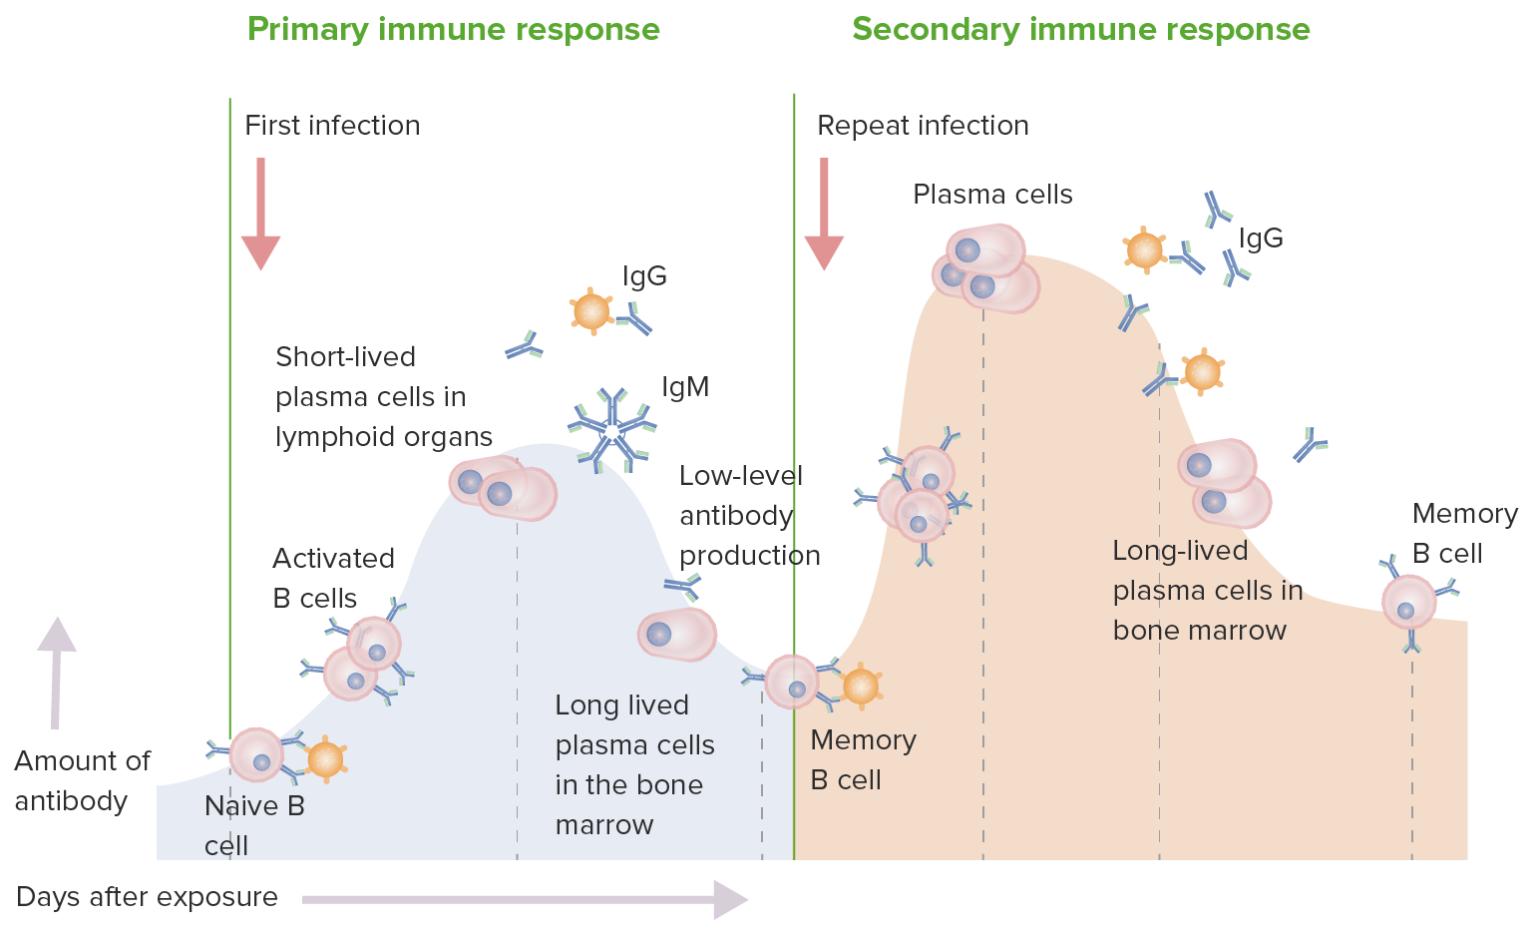 Primary immune response
Secondary immune response
First infection
Repeat infection
Plasma cells
IgG
IgG
Short-lived
plasma cells in
lymphoid organs
IgM
Low-level
antibody
production
Activated
B cells
Memory
B cell
Long-lived
plasma cells in
bone marrow
Long lived
plasma cells
in the bone
marrow
Memory
B cell
Amount of
antibody
Naive B
cell
Days after exposure